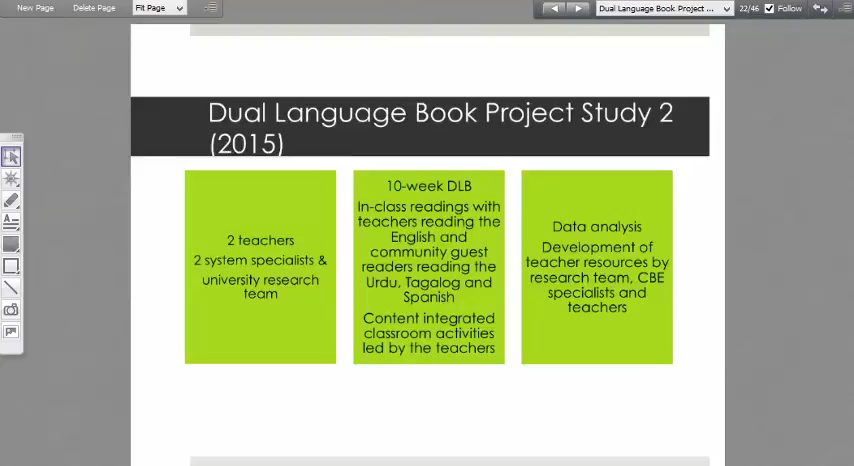 New Page Delete Page Fit Page Dual Language Book Project ... 22/46 Follow
Dual Language Book Project Study 2
(2015)
2 teachers
2 system specialists &
university research
team
10-week DLB
In-class readings with
teachers reading the
English and
community guest
readers reading the
Urdu, Tagalog and
Spanish
Content integrated
classroom activities
led by the teachers
Data analysis
Development of
teacher resources by
research team, CBE
specialists and
teachers